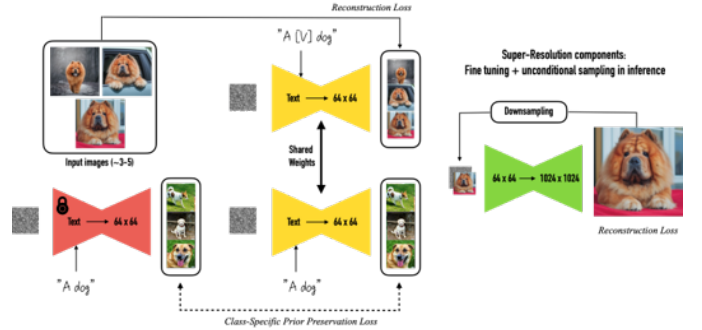 Reconstruction Loss
"A [V] dog"
Text → 64 x 64
Input images (~3-5)
Shared
Weights
Text → 64 x 64
"A dog"
Text → 64 x 64
"A dog"
Class-Specific Prior Preservation Loss
Super-Resolution components:
Fine tuning + unconditional sampling in inference
Downsampling
64 x 64 → 1024 x 1024
Reconstruction Loss